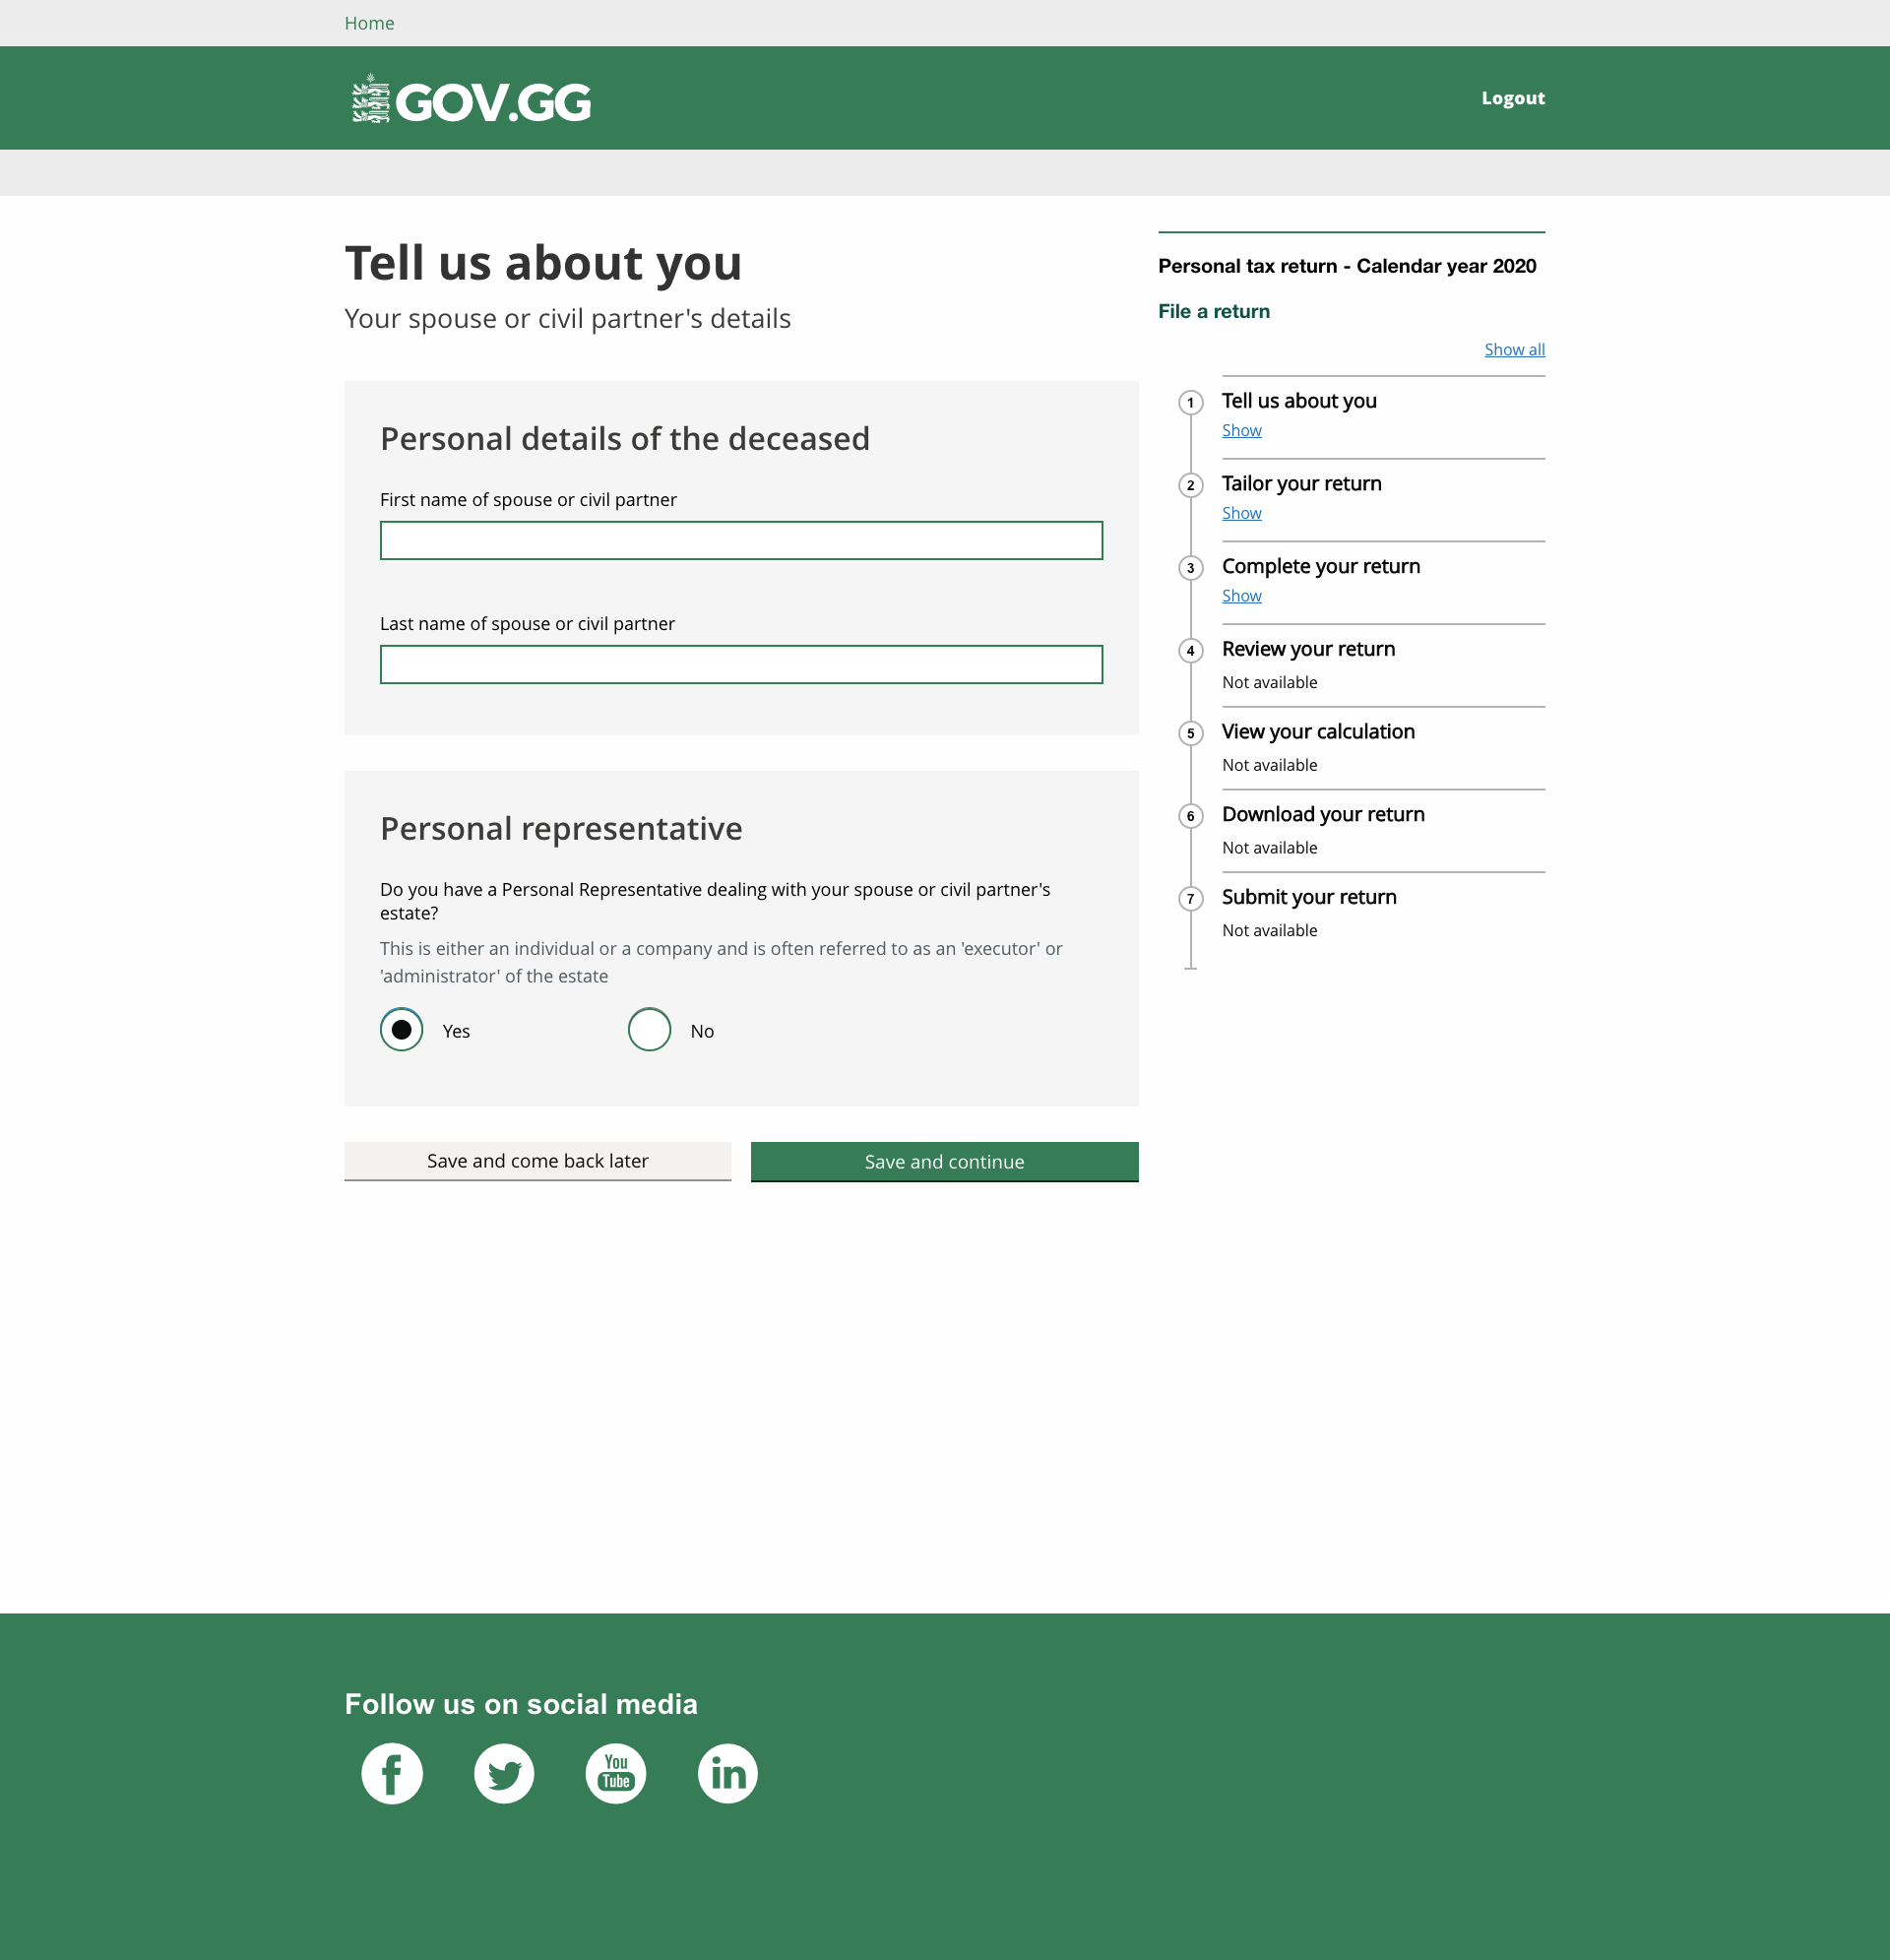 Home
GOV.GG
Logout
Tell us about you
Your spouse or civil partner's details
Personal details of the deceased
First name of spouse or civil partner
Last name of spouse or civil partner
Personal representative
Do you have a Personal Representative dealing with your spouse or civil partner's
estate?
This is either an individual or a company and is often referred to as an 'executor' or
'administrator' of the estate
Yes
No
Save and come back later
Save and continue
Personal tax return - Calendar year 2020
File a return
Show all
1
Tell us about you
Show
2
Tailor your return
Show
3
Complete your return
Show
4
Review your return
Not available
5
View your calculation
Not available
6
Download your return
Not available
7
Submit your return
Not available
Follow us on social media
f
You
Tube
in